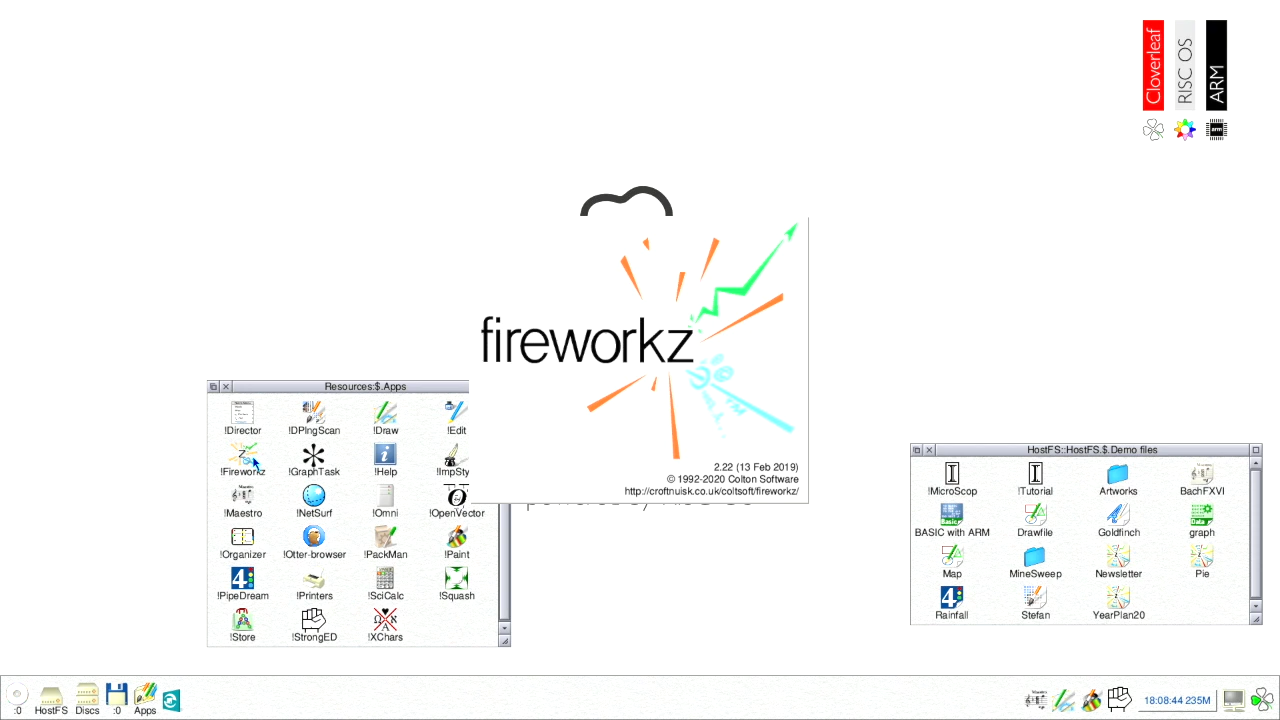 Cloverleaf
RISC OS
ARM
fireworkz
2.22 (13 Feb 2019)
© 1992-2020 Colton Software
http://croftnuisk.co.uk/coltsoft/fireworkz/
Resources:$.Apps
!Director !DPIngScan !Draw !Edit
!Fireworkz !GraphTask !Help !ImpSty
!Maestro !NetSurf !Omni !OpenVector
!Organizer !Otter-browser !PackMan !Paint
!PipeDream !Printers !SciCalc !Squash
!Store !StrongED !XChars
HostFS::HostFS.$.Demo files
!MicroScop !Tutorial Artworks BachFXVI
BASIC with ARM Drawfile Goldfinch graph
Map MineSweep Newsletter Pie
Rainfall Stefan YearPlan20
:0 HostFS Discs :0 Apps
18:08:44 235M